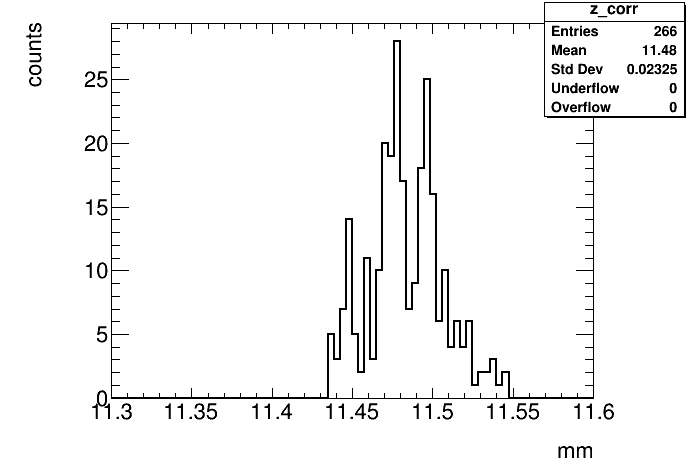 z_corr
Entries 266
Mean 11.48
Std Dev 0.02325
Underflow 0
Overflow 0
counts
25
20
15
10
5
0
11.3 11.35 11.4 11.45 11.5 11.55 11.6
mm